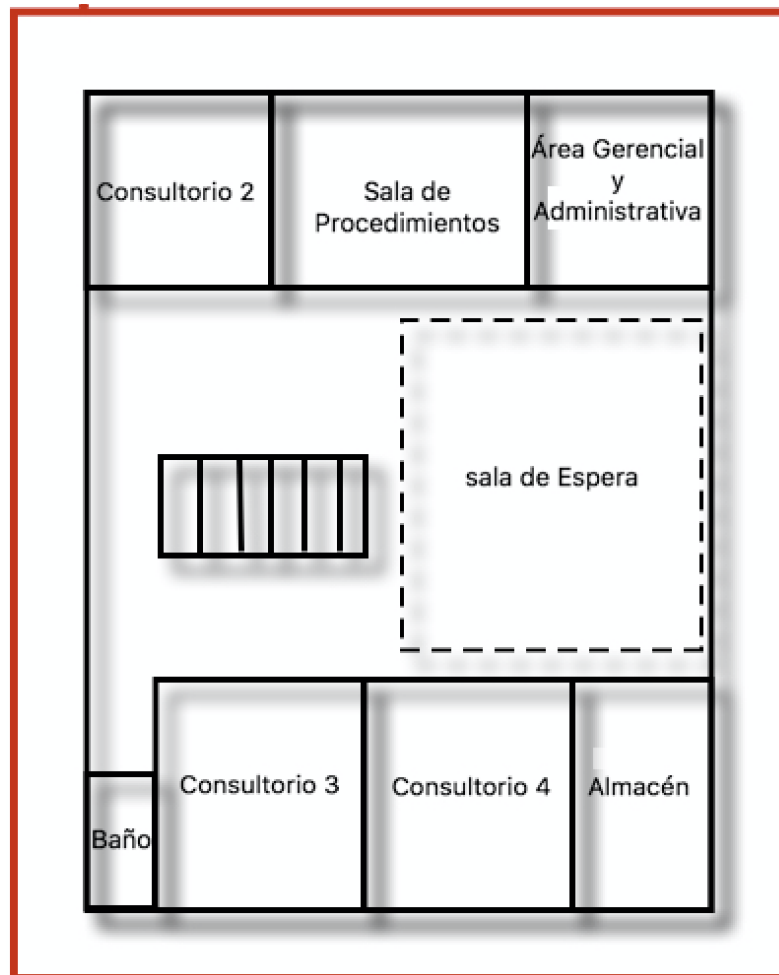 Consultorio 2
Sala de
Procedimientos
Área Gerencial
y
Administrativa
sala de Espera
Consultorio 3
Consultorio 4
Almacén
Baño